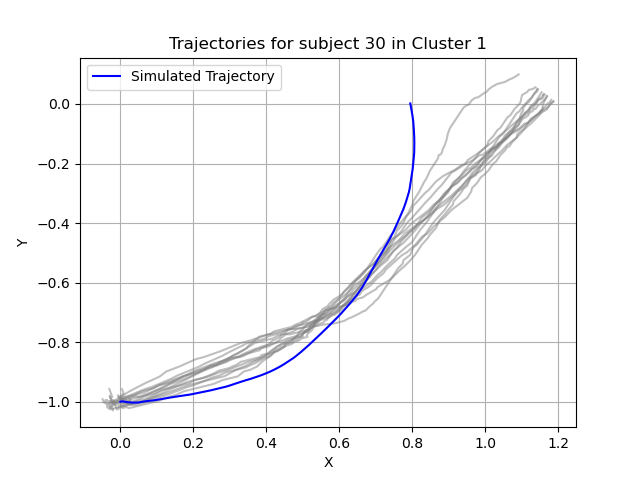 Trajectories for subject 30 in Cluster 1
Simulated Trajectory
Y
0.0
−0.2
−0.4
−0.6
−0.8
−1.0
0.0 0.2 0.4 0.6 0.8 1.0 1.2
X